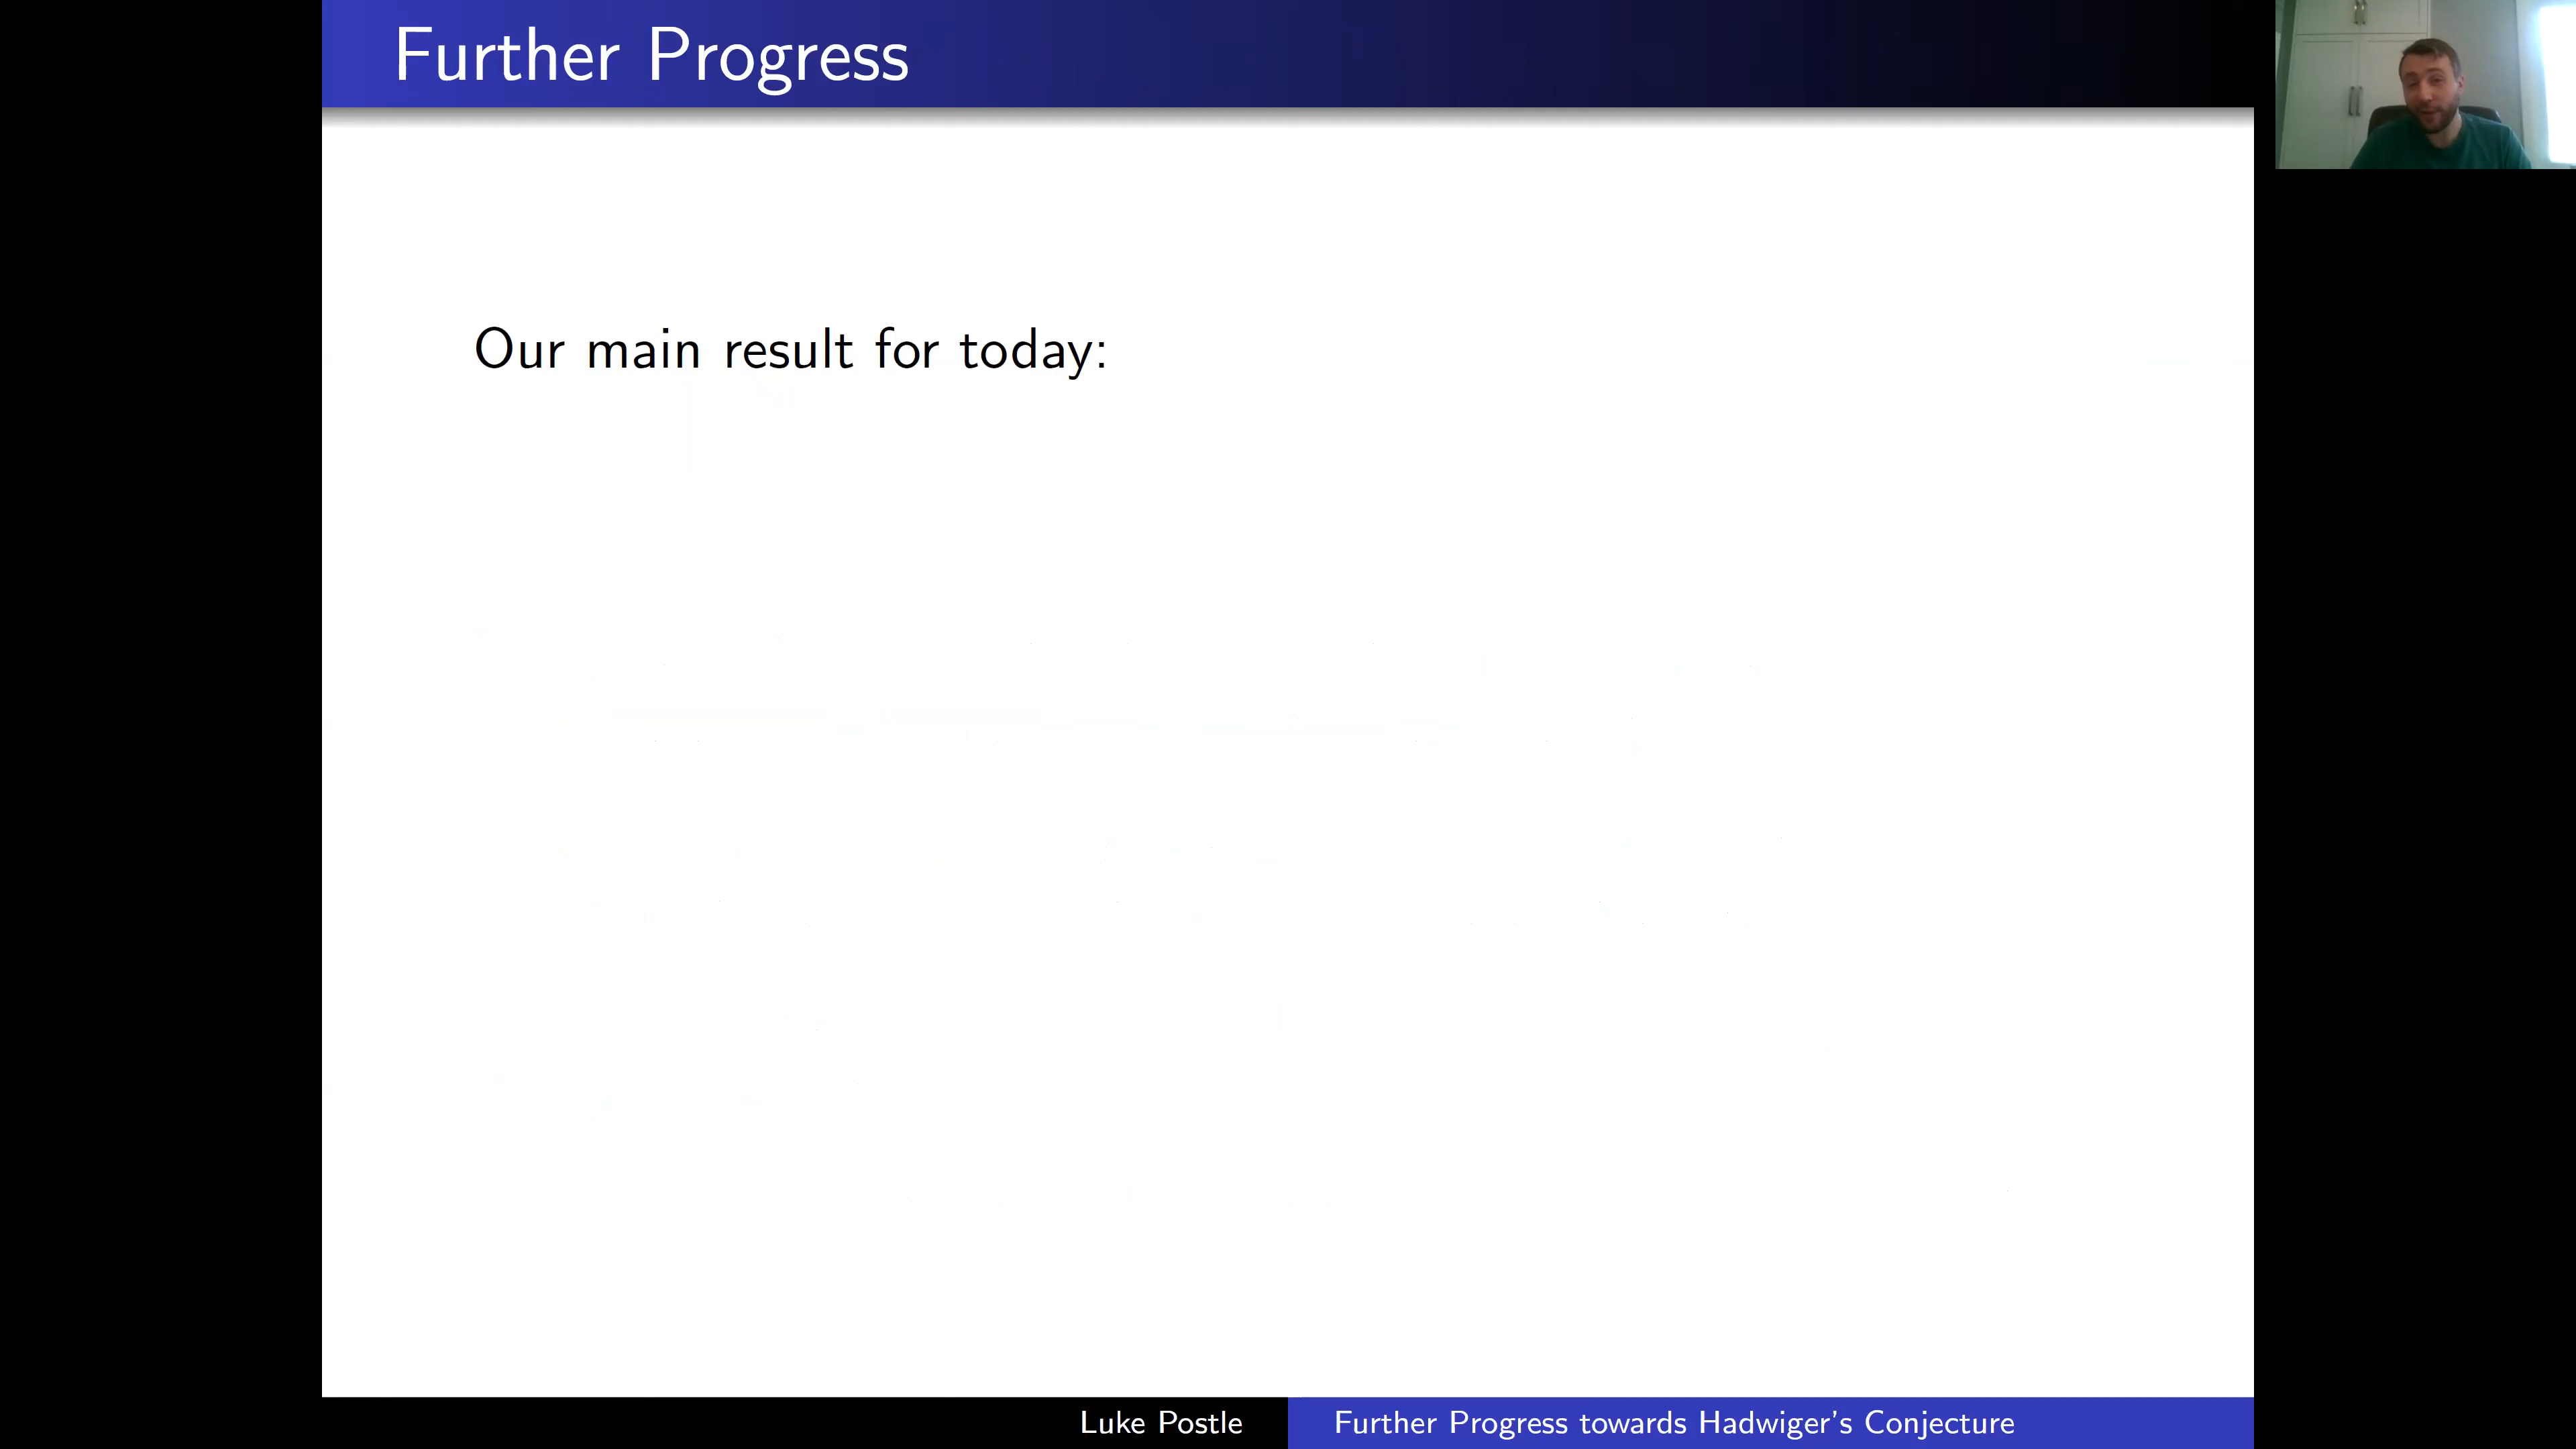 Further Progress
Our main result for today:
Luke Postle
Further Progress towards Hadwiger's Conjecture